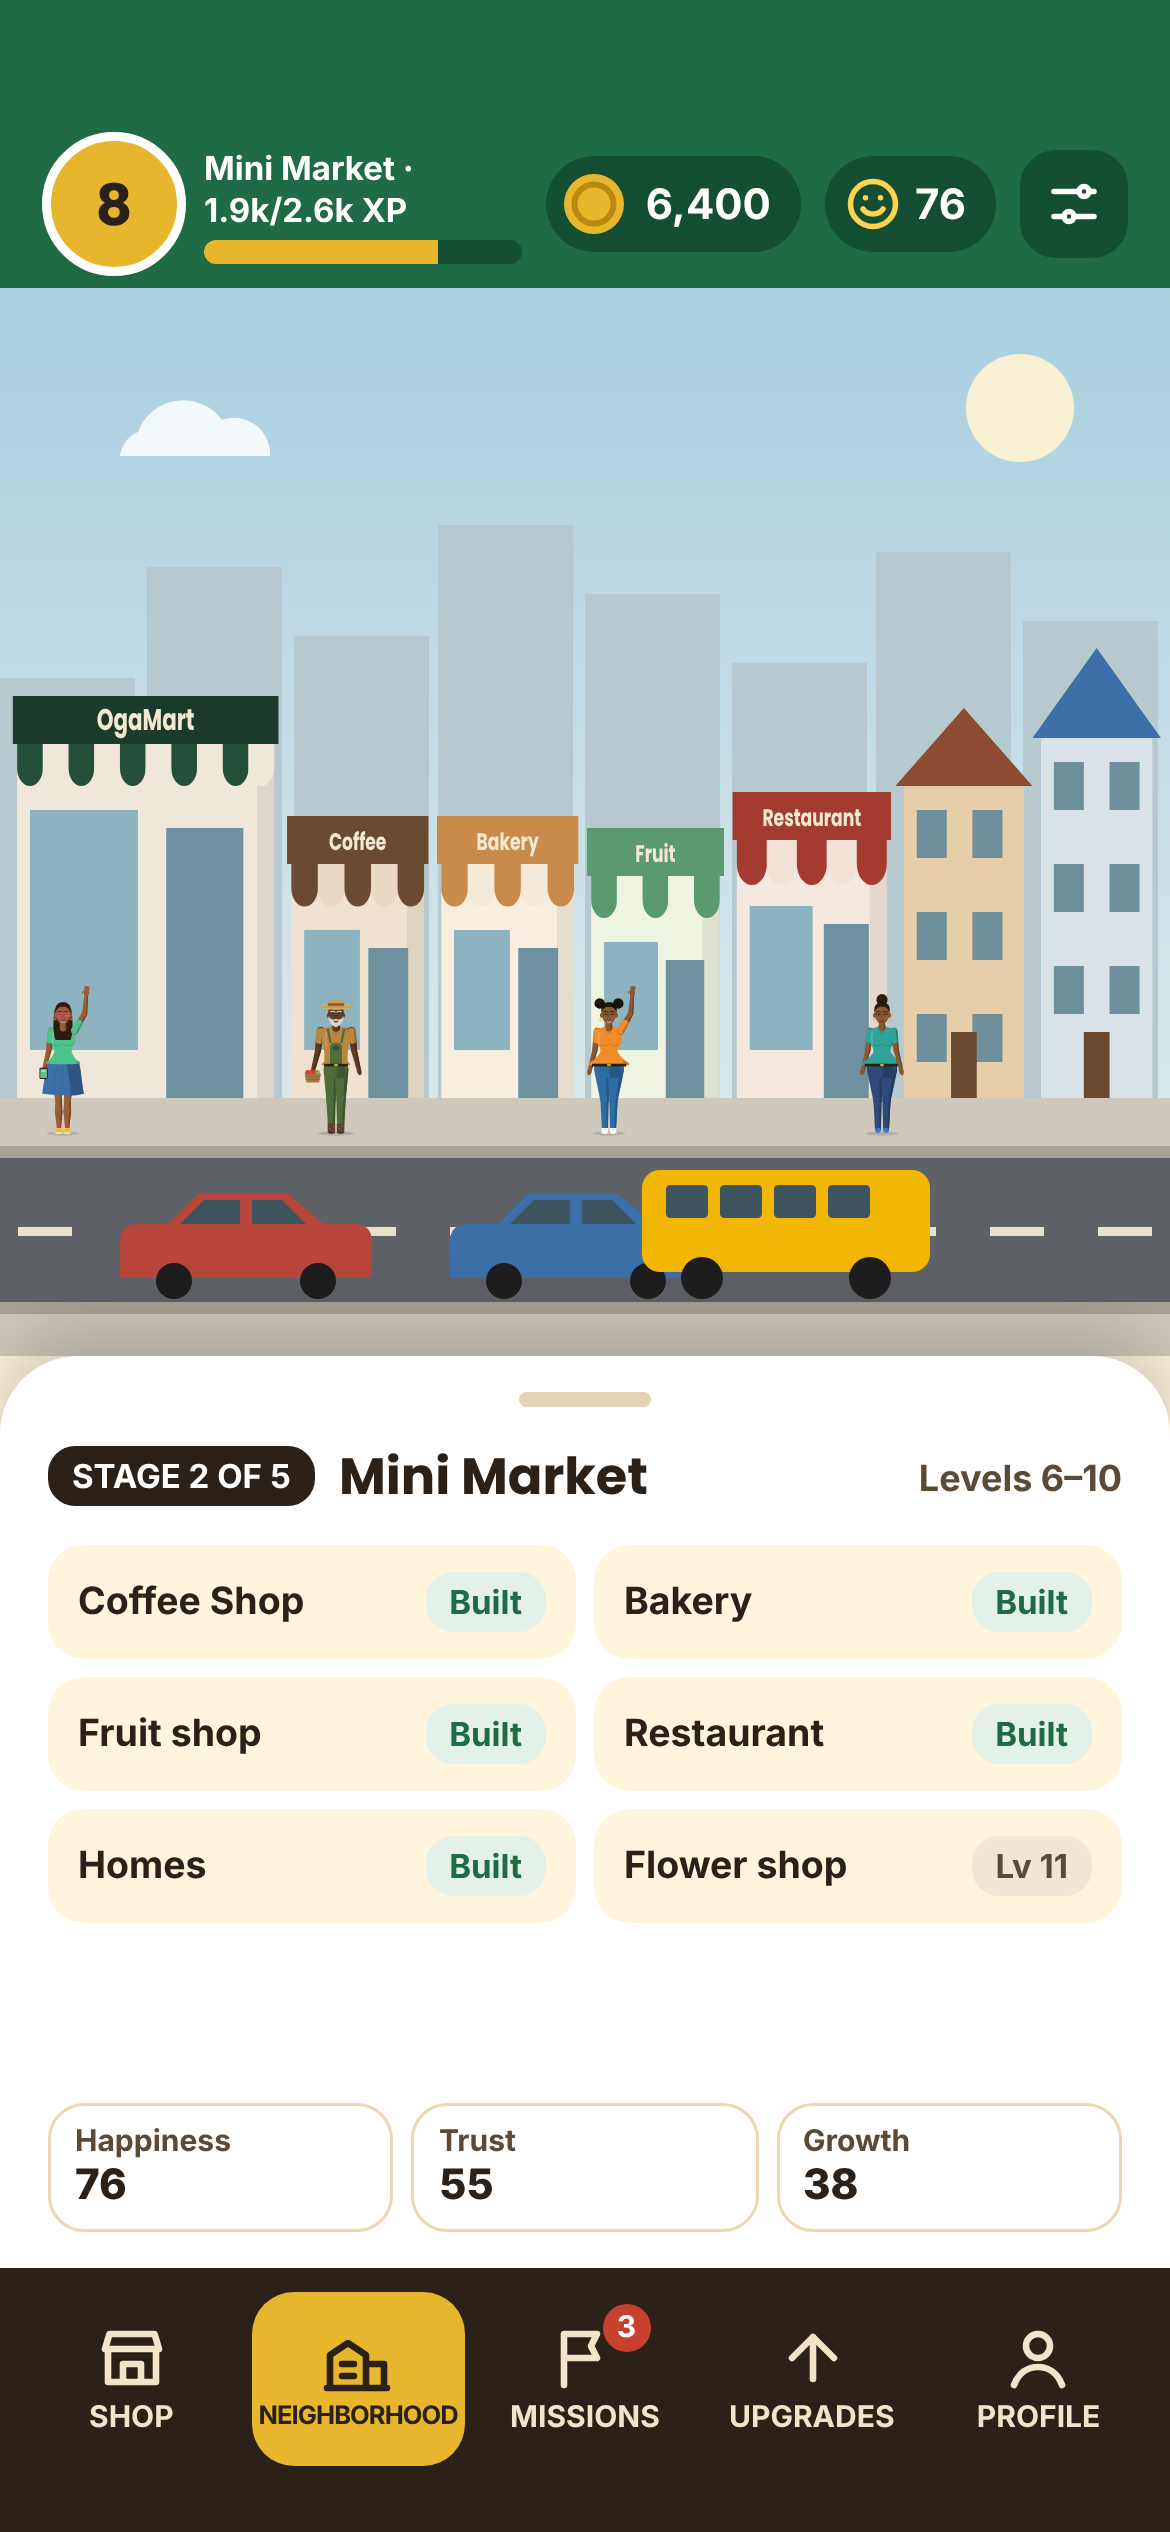 8
Mini Market ·
1.9k/2.6k XP
6,400
76
OgaMart
Coffee
Bakery
Fruit
Restaurant
STAGE 2 OF 5
Mini Market
Levels 6–10
Coffee Shop
Built
Bakery
Built
Fruit shop
Built
Restaurant
Built
Homes
Built
Flower shop
Lv 11
Happiness
76
Trust
55
Growth
38
SHOP
NEIGHBORHOOD
3
MISSIONS
UPGRADES
PROFILE